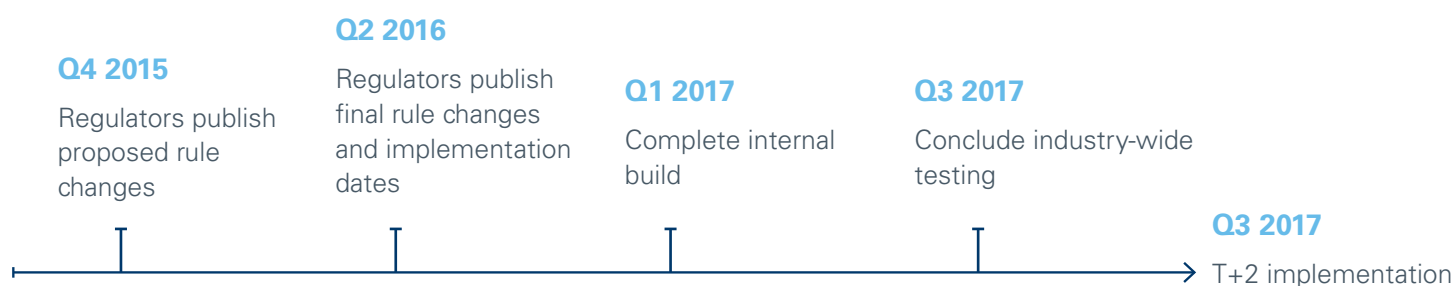 Q4 2015
Regulators publish
proposed rule
changes
Q2 2016
Regulators publish
final rule changes
and implementation
dates
Q1 2017
Complete internal
build
Q3 2017
Conclude industry-wide
testing
Q3 2017
T+2 implementation